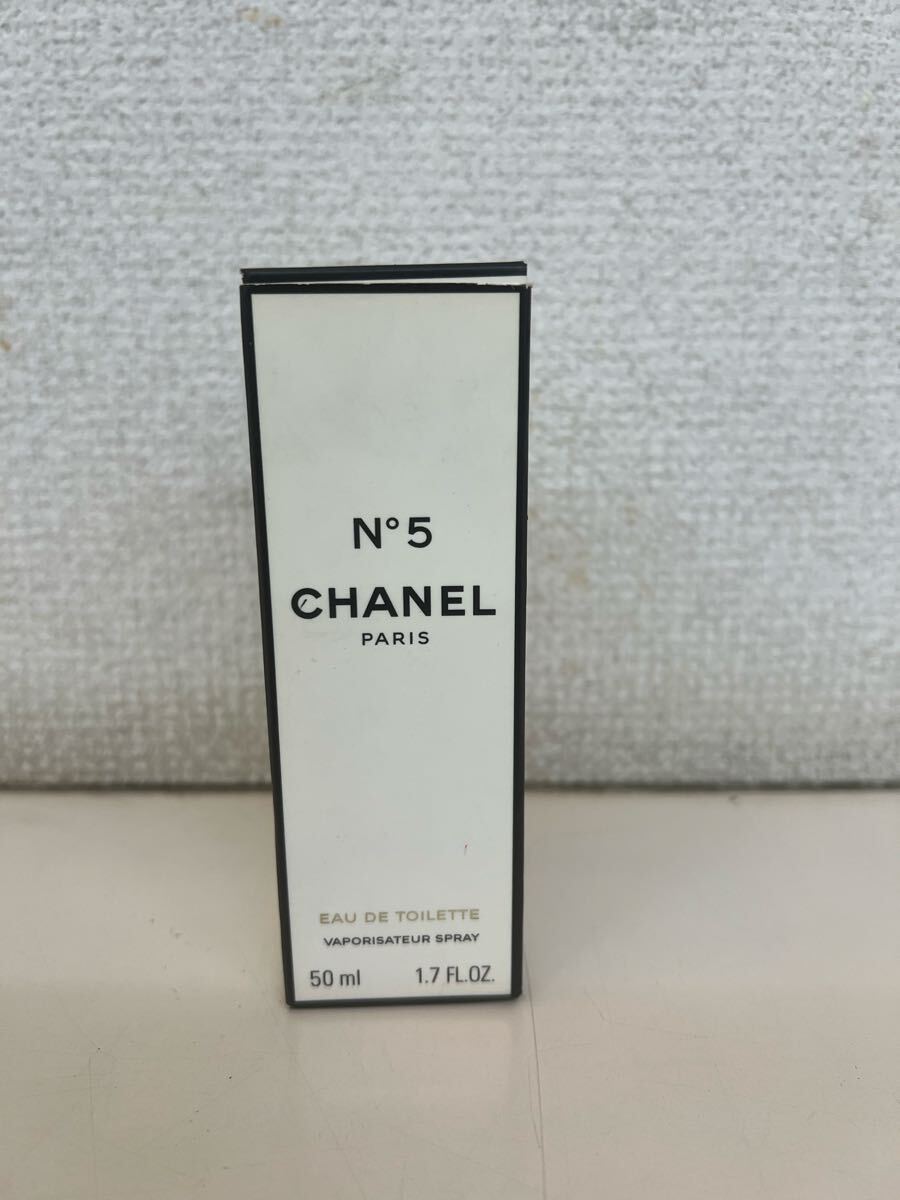 N°5
CHANEL
PARIS
EAU DE TOILETTE
VAPORISATEUR SPRAY
50 ml 1.7 FL.OZ.